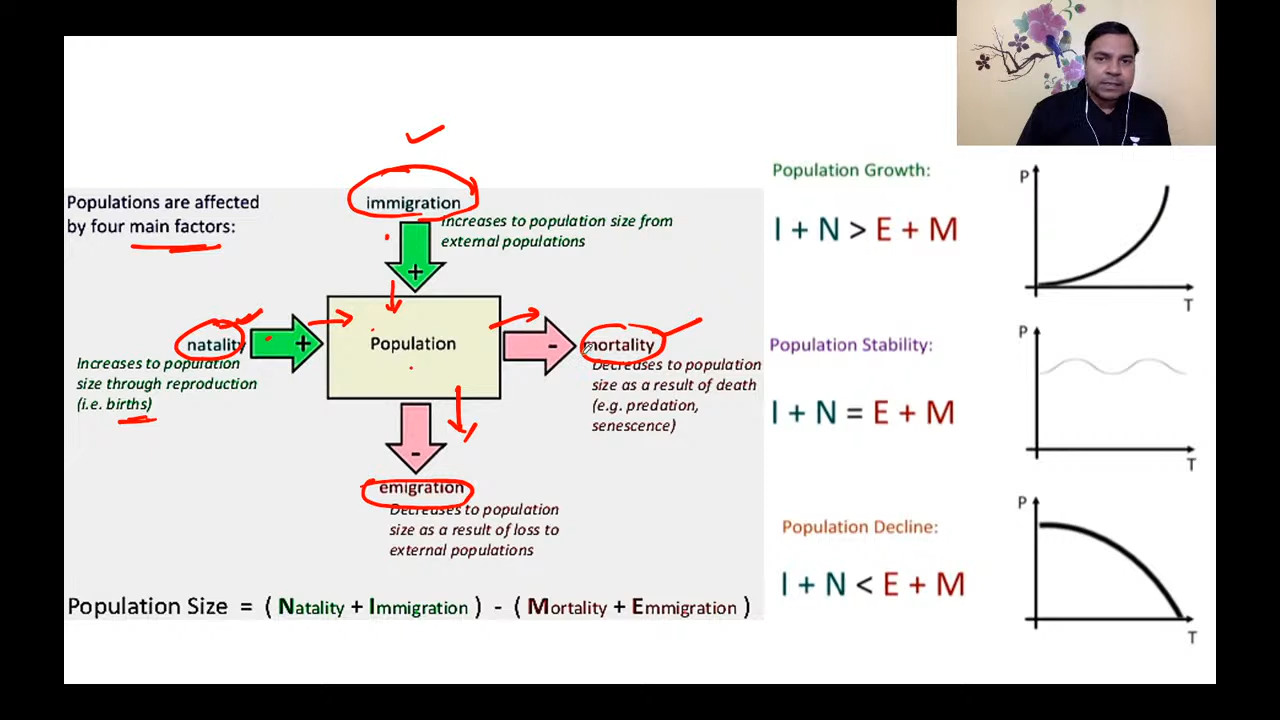 Populations are affected
by four main factors:
immigration
Increases to population size from
external populations
natality
Increases to population
size through reproduction
(i.e. births)
+
+
Population
-
-
mortality
Decreases to population
size as a result of death
(e.g. predation,
senescence)
emigration
Decreases to population
size as a result of loss to
external populations
Population Size = ( Natality + Immigration ) - ( Mortality + Emmigration )
Population Growth:
I + N > E + M
P
T
Population Stability:
I + N = E + M
P
T
Population Decline:
I + N < E + M
P
T